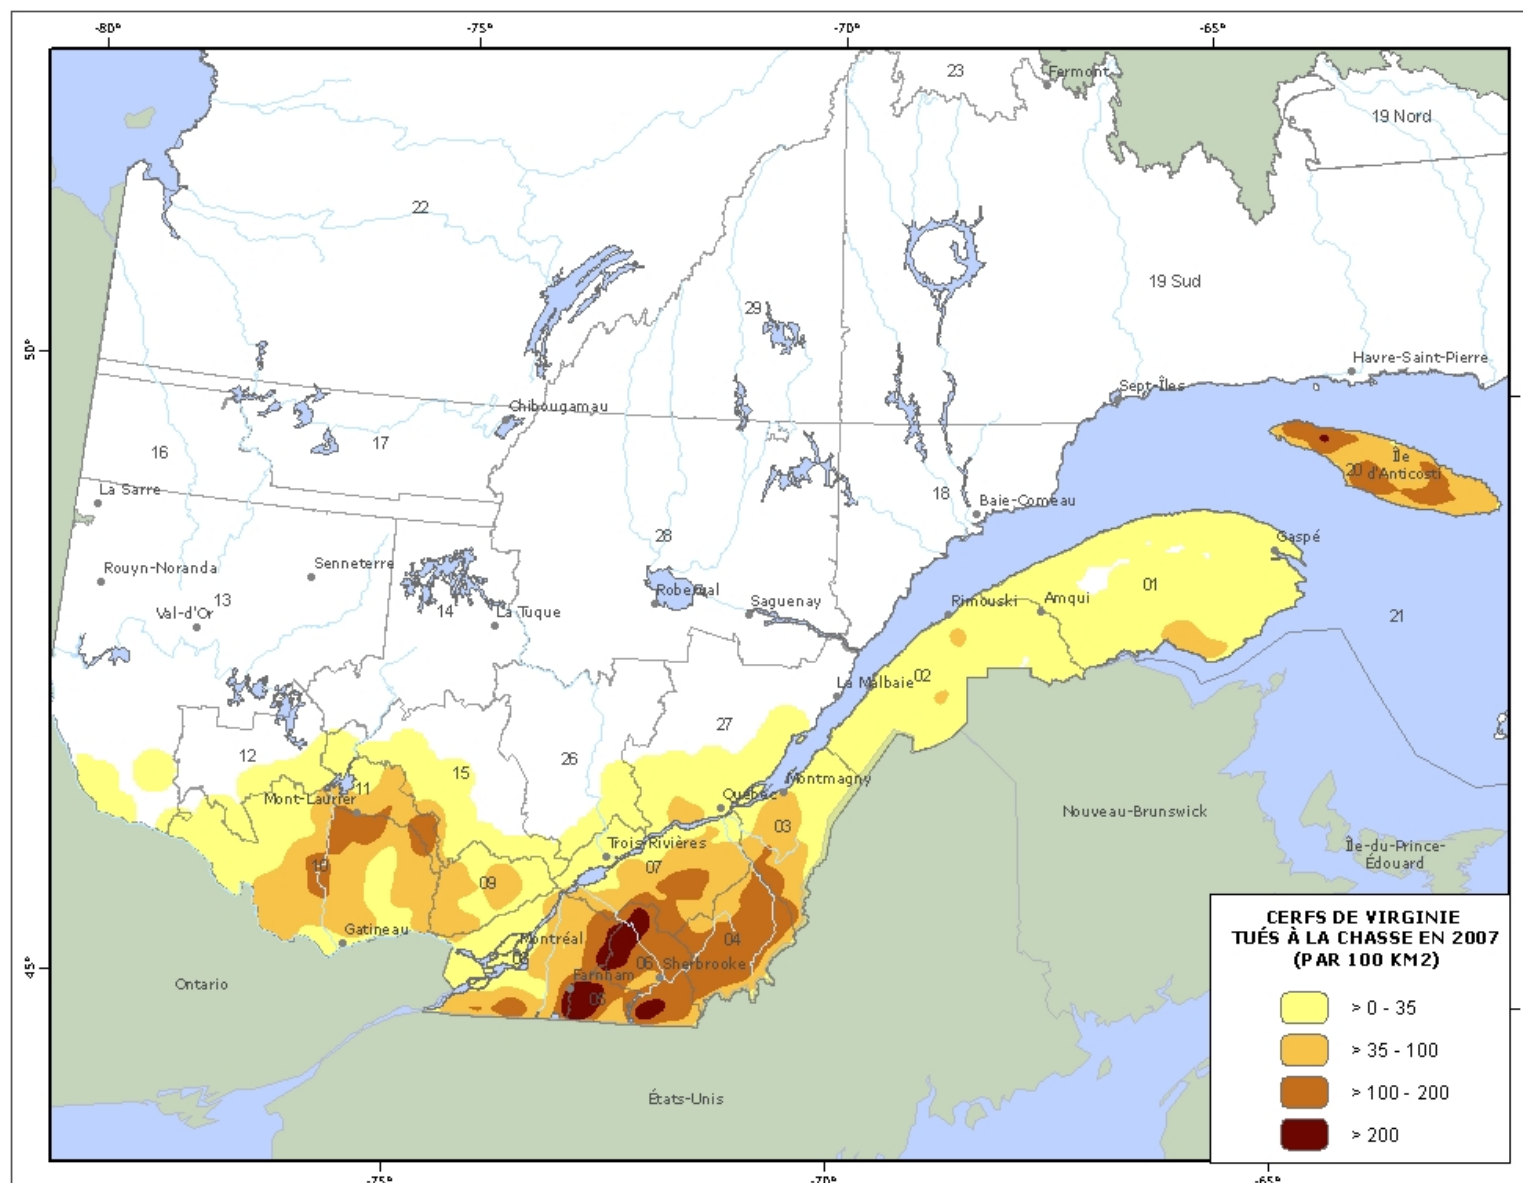 -80°
-75°
-70°
-65°
23
Fermont
19 Nord
22
19 Sud
29
50°
Havre-Saint-Pierre
Sept-Îles
Chibougamau
17
16
Île
d'Anticosti
20
La Sarre
18
Baie-Comeau
28
Gaspé
Rouyn-Noranda
Senneterre
01
Roberval
Saguenay
Rimouski
Amqui
13
Val-d'Or
14
La Tuque
21
02
La Malbaie
27
12
26
15
11
Mont-Laurier
Montmagny
Québec
03
Nouveau-Brunswick
Trois-Rivières
Île-du-Prince-
Édouard
07
10
09
Gatineau
Montréal
04
08
06
Sherbrooke
45°
Farnham
05
Ontario
États-Unis
CERFS DE VIRGINIE
TUÉS À LA CHASSE EN 2007
(PAR 100 KM2)
> 0 - 35
> 35 - 100
> 100 - 200
> 200
-75°
-70°
-65°